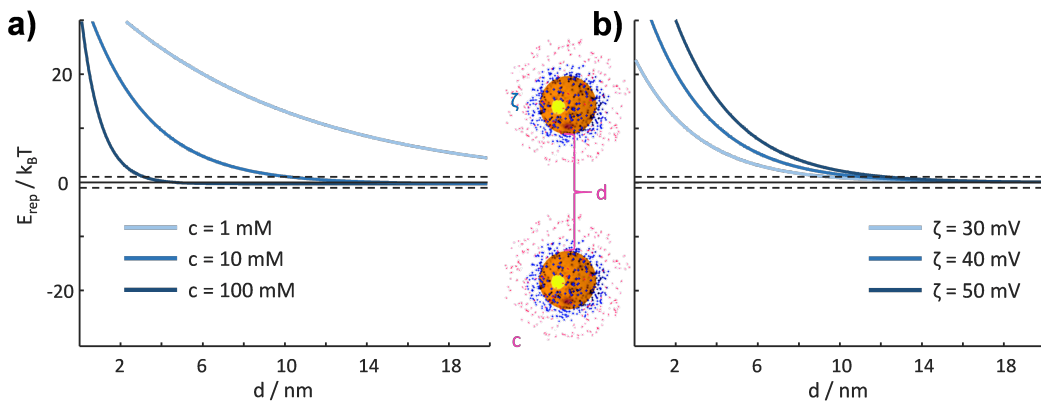 a)
E_rep / k_BT
20
0
-20
c = 1 mM
c = 10 mM
c = 100 mM
2
6
10
14
18
d / nm
ζ
d
c
b)
ζ = 30 mV
ζ = 40 mV
ζ = 50 mV
2
6
10
14
18
d / nm